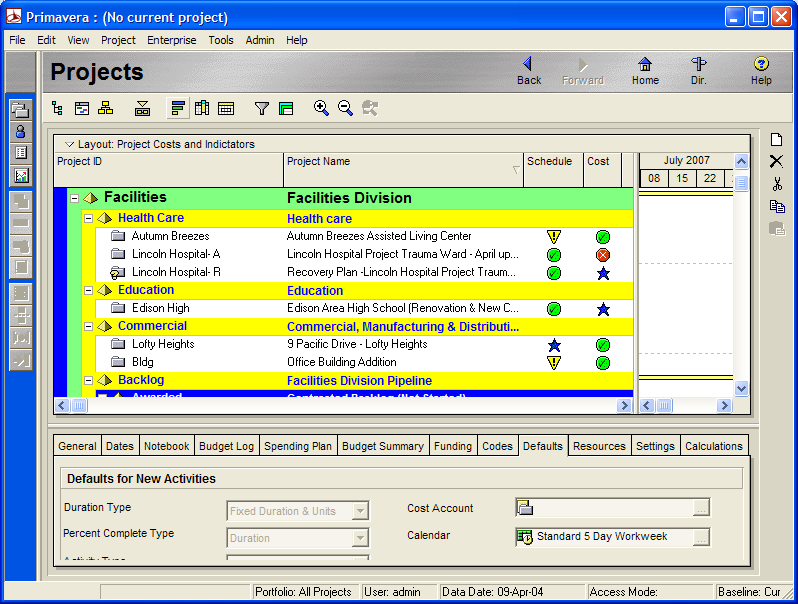 Primavera : (No current project)
File Edit View Project Enterprise Tools Admin Help
Projects
Back Forward Home Dir. Help
Layout: Project Costs and Indicators
Project ID Project Name Schedule Cost July 2007
08 15 22
Facilities Facilities Division
Health Care Health care
Autumn Breezes Autumn Breezes Assisted Living Center
Lincoln Hospital- A Lincoln Hospital Project Trauma Ward - April up...
Lincoln Hospital- R Recovery Plan -Lincoln Hospital Project Traum...
Education Education
Edison High Edison Area High School (Renovation & New C...
Commercial Commercial, Manufacturing & Distributi...
Lofty Heights 9 Pacific Drive - Lofty Heights
Bldg Office Building Addition
Backlog Facilities Division Pipeline
Awarded Contracted Backlog (Not Started)
General Dates Notebook Budget Log Spending Plan Budget Summary Funding Codes Defaults Resources Settings Calculations
Defaults for New Activities
Duration Type Fixed Duration & Units Cost Account ...
Percent Complete Type Duration Calendar Standard 5 Day Workweek ...
Activity Type
Portfolio: All Projects User: admin Data Date: 09-Apr-04 Access Mode: Baseline: Cur